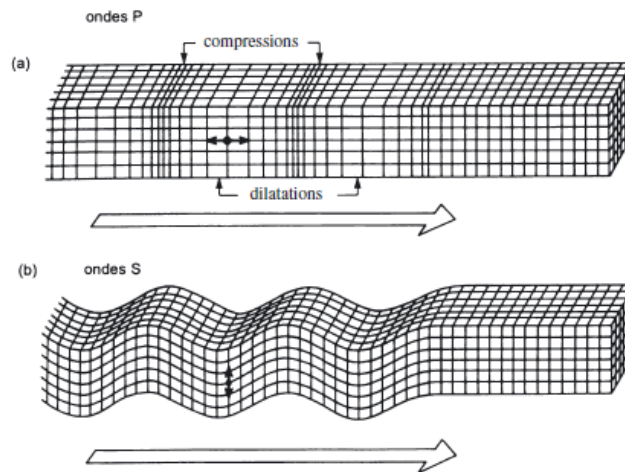 ondes P
compressions
(a)
dilatations
(b) ondes S